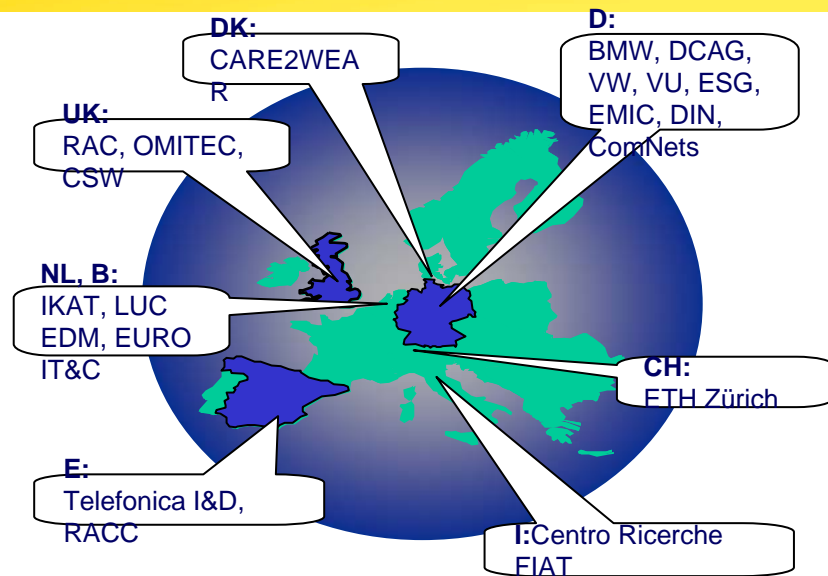 DK:
CARE2WEA
R
D:
BMW, DCAG,
VW, VU, ESG,
EMIC, DIN,
ComNets
UK:
RAC, OMITEC,
CSW
NL, B:
IKAT, LUC
EDM, EURO
IT&C
CH:
ETH Zürich
E:
Telefonica I&D,
RACC
I:Centro Ricerche
FIAT